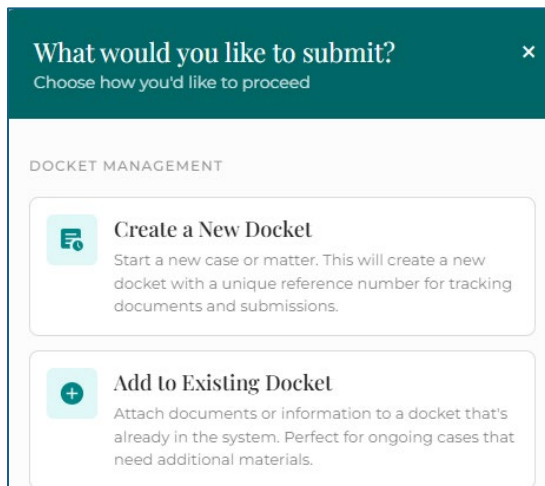 What would you like to submit?
×
Choose how you'd like to proceed
DOCKET MANAGEMENT
Create a New Docket
Start a new case or matter. This will create a new
docket with a unique reference number for tracking
documents and submissions.
Add to Existing Docket
Attach documents or information to a docket that's
already in the system. Perfect for ongoing cases that
need additional materials.